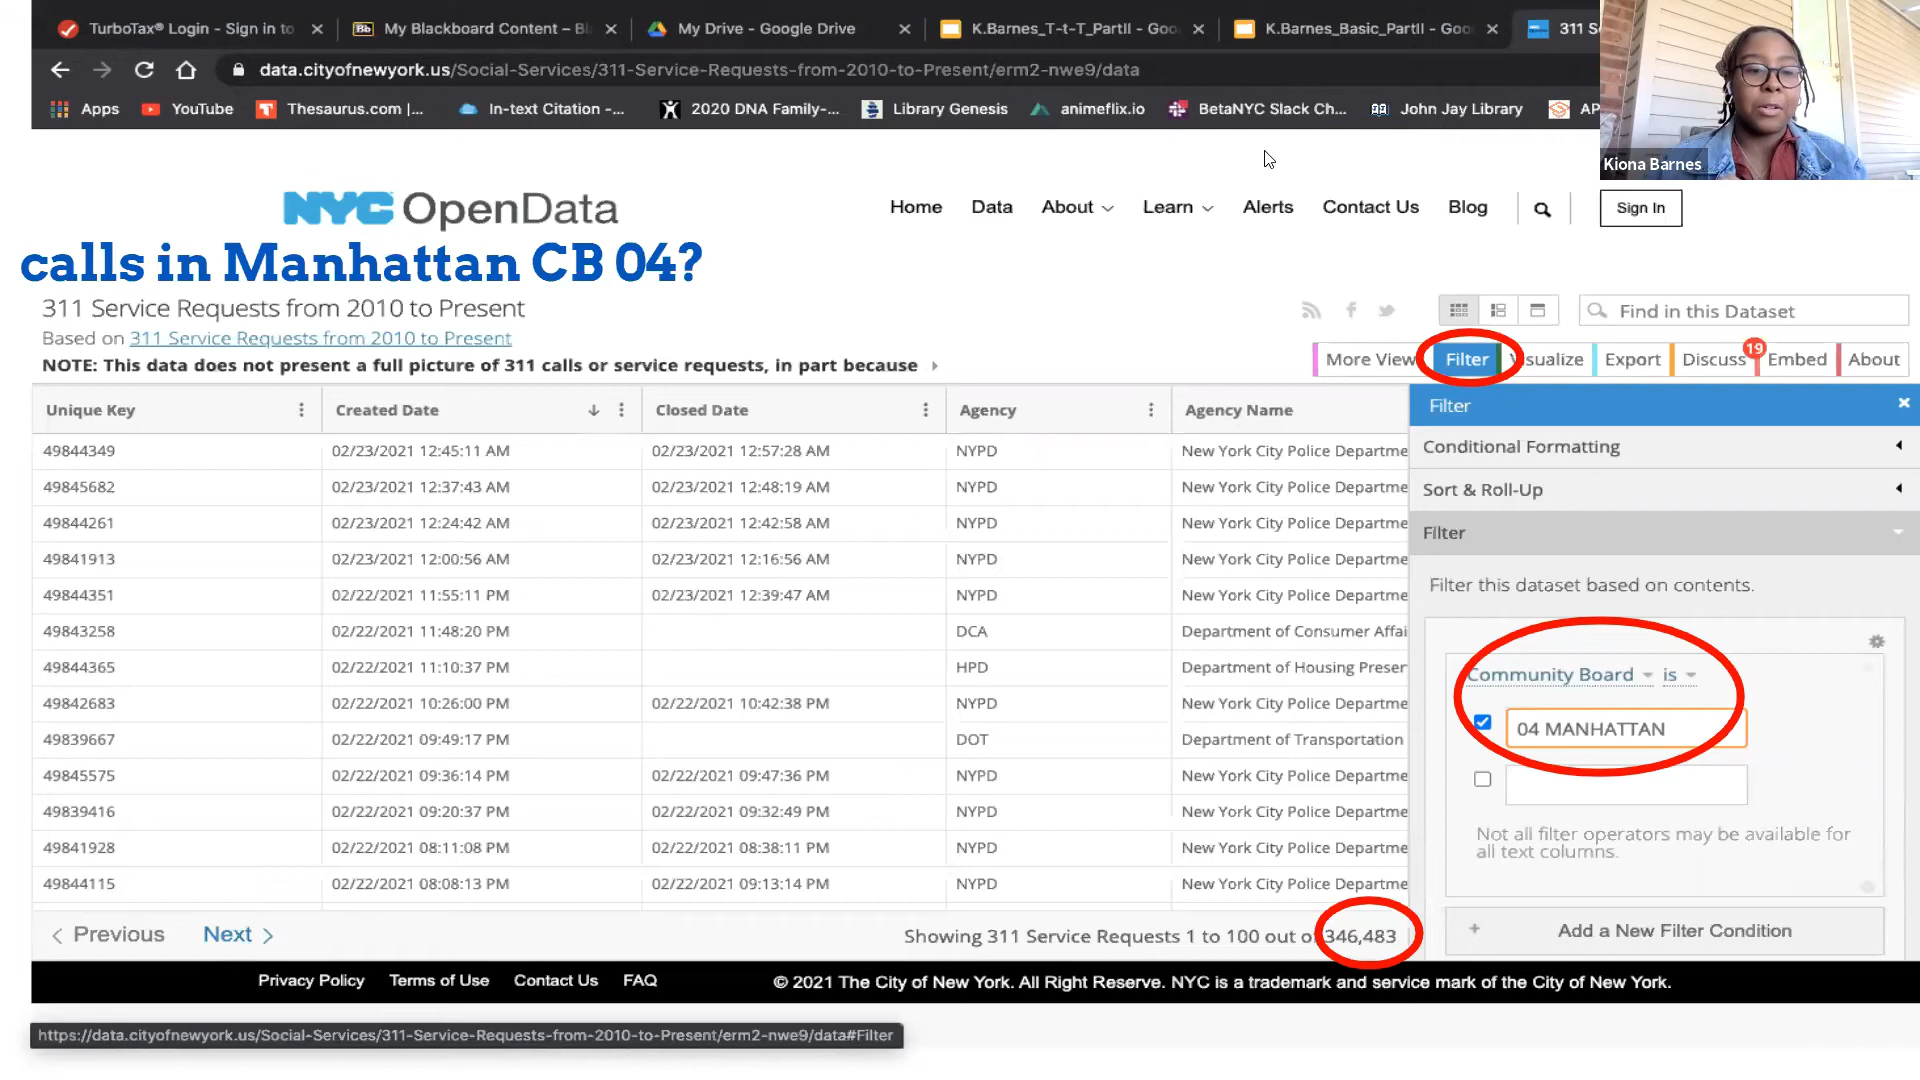 TurboTax® Login - Sign in to
My Blackboard Content –
My Drive - Google Drive
K.Barnes_T-t-T_PartII - Goo
K.Barnes_Basic_PartII - Goo
311 S
data.cityofnewyork.us/Social-Services/311-Service-Requests-from-2010-to-Present/erm2-nwe9/data
Apps
YouTube
Thesaurus.com |...
In-text Citation -...
2020 DNA Family-...
Library Genesis
animeflix.io
BetaNYC Slack Ch...
John Jay Library
AP
Kiona Barnes
NYC OpenData
Home
Data
About
Learn
Alerts
Contact Us
Blog
Sign In
calls in Manhattan CB 04?
311 Service Requests from 2010 to Present
Based on 311 Service Requests from 2010 to Present
NOTE: This data does not present a full picture of 311 calls or service requests, in part because
Find in this Dataset
More View
Filter
sualize
Export
Discuss
19
Embed
About
Unique Key Created Date Closed Date Agency Agency Name
49844349 02/23/2021 12:45:11 AM 02/23/2021 12:57:28 AM NYPD New York City Police Departme
49845682 02/23/2021 12:37:43 AM 02/23/2021 12:48:19 AM NYPD New York City Police Departme
49844261 02/23/2021 12:24:42 AM 02/23/2021 12:42:58 AM NYPD New York City Police Departme
49841913 02/23/2021 12:00:56 AM 02/23/2021 12:16:56 AM NYPD New York City Police Departme
49844351 02/22/2021 11:55:11 PM 02/23/2021 12:39:47 AM NYPD New York City Police Departme
49843258 02/22/2021 11:48:20 PM DCA Department of Consumer Affai
49844365 02/22/2021 11:10:37 PM HPD Department of Housing Preser
49842683 02/22/2021 10:26:00 PM 02/22/2021 10:42:38 PM NYPD New York City Police Departme
49839667 02/22/2021 09:49:17 PM DOT Department of Transportation
49845575 02/22/2021 09:36:14 PM 02/22/2021 09:47:36 PM NYPD New York City Police Departme
49839416 02/22/2021 09:20:37 PM 02/22/2021 09:32:49 PM NYPD New York City Police Departme
49841928 02/22/2021 08:11:08 PM 02/22/2021 08:38:11 PM NYPD New York City Police Departme
49844115 02/22/2021 08:08:13 PM 02/22/2021 09:13:14 PM NYPD New York City Police Departme
Filter
Conditional Formatting
Sort & Roll-Up
Filter
Filter this dataset based on contents.
Community Board is
04 MANHATTAN
Not all filter operators may be available for
all text columns.
+ Add a New Filter Condition
< Previous
Next >
Showing 311 Service Requests 1 to 100 out of 346,483
Privacy Policy
Terms of Use
Contact Us
FAQ
© 2021 The City of New York. All Right Reserve. NYC is a trademark and service mark of the City of New York.
https://data.cityofnewyork.us/Social-Services/311-Service-Requests-from-2010-to-Present/erm2-nwe9/data#Filter